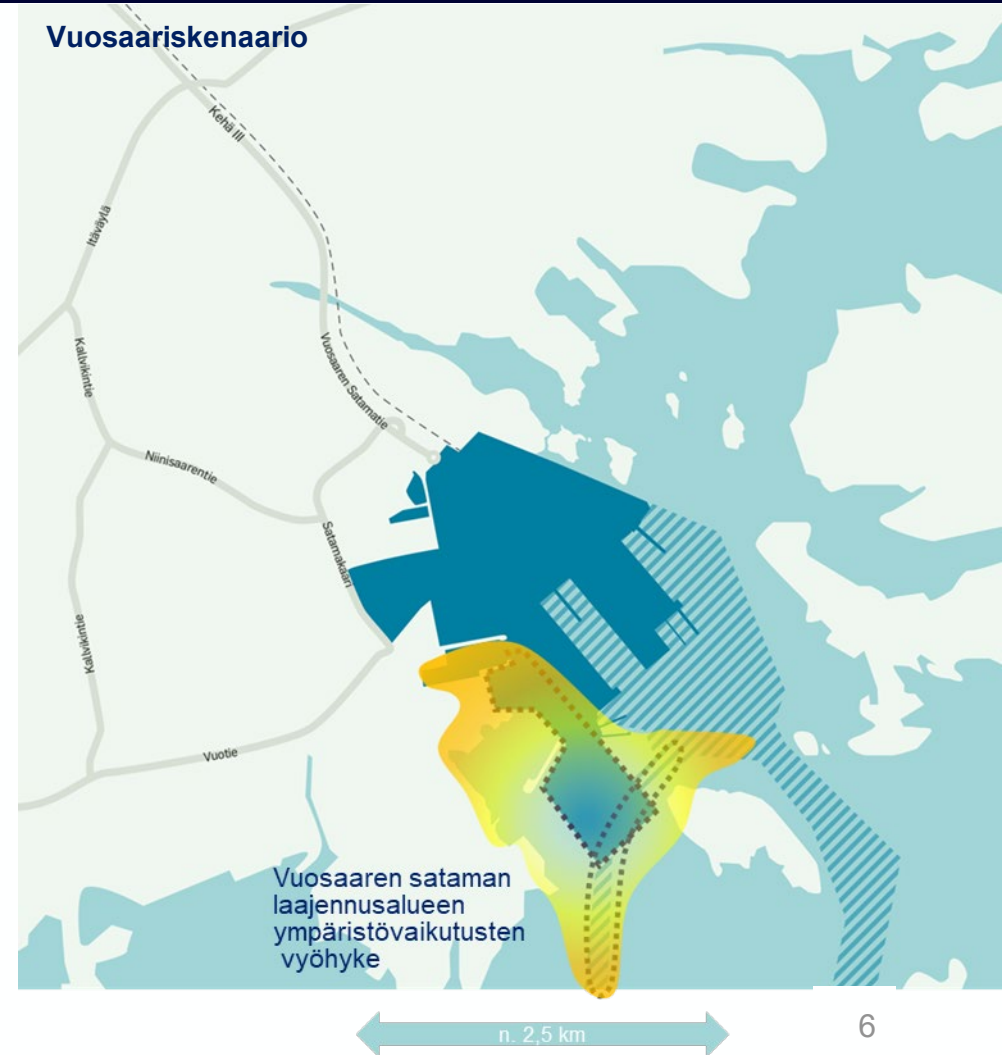 Vuosaariskenaario
Kehä III
Itäväylä
Kallvikintie
Vuosaaren Satamatie
Niinisaarentie
Satamakaari
Kallvikintie
Vuotie
Vuosaaren sataman
laajennusalueen
ympäristövaikutusten
vyöhyke
n. 2,5 km
6